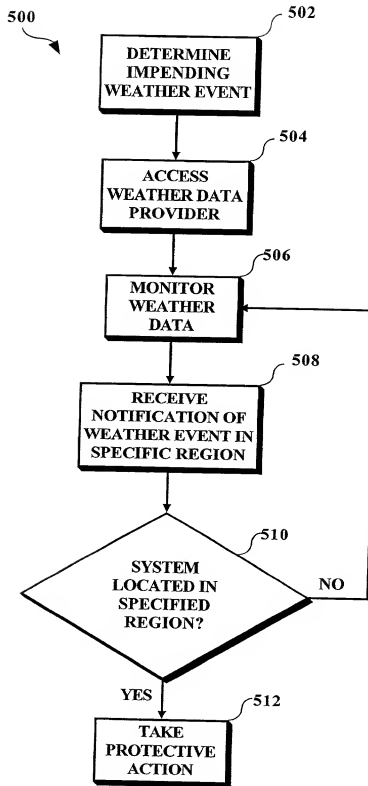 500
502
DETERMINE
IMPENDING
WEATHER EVENT
504
ACCESS
WEATHER DATA
PROVIDER
506
MONITOR
WEATHER
DATA
508
RECEIVE
NOTIFICATION OF
WEATHER EVENT IN
SPECIFIC REGION
510
SYSTEM
LOCATED IN
SPECIFIED
REGION?
NO
YES
512
TAKE
PROTECTIVE
ACTION